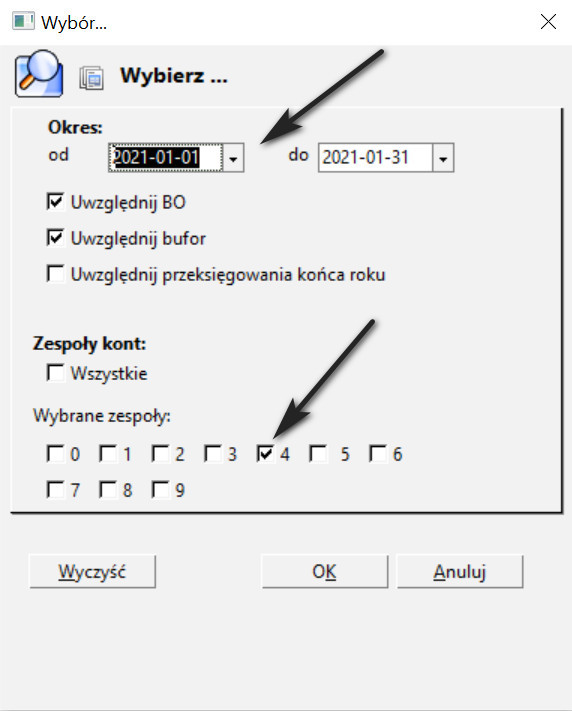 Wybór...
Wybierz ...
Okres:
od 2021-01-01 do 2021-01-31
Uwzględnij BO
Uwzględnij bufor
Uwzględnij przeksięgowania końca roku
Zespoły kont:
Wszystkie
Wybrane zespoły:
0 1 2 3 4 5 6
7 8 9
Wyczyść OK Anuluj